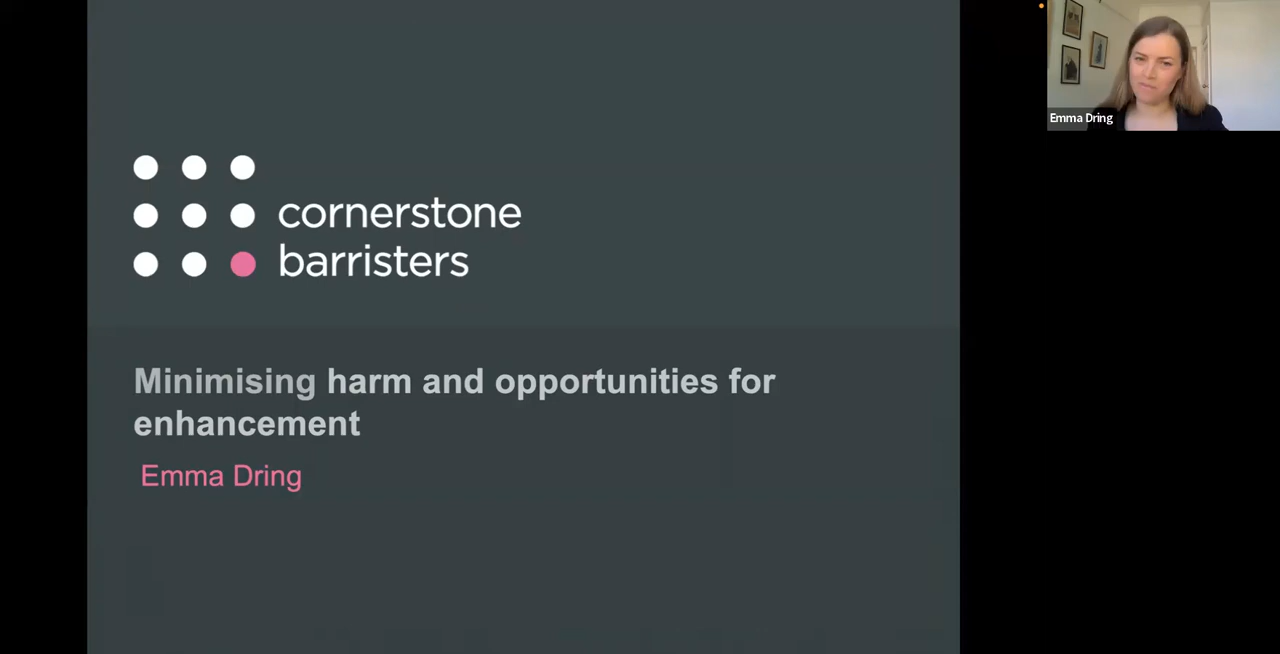 cornerstone
barristers
Minimising harm and opportunities for
enhancement
Emma Dring
Emma Dring